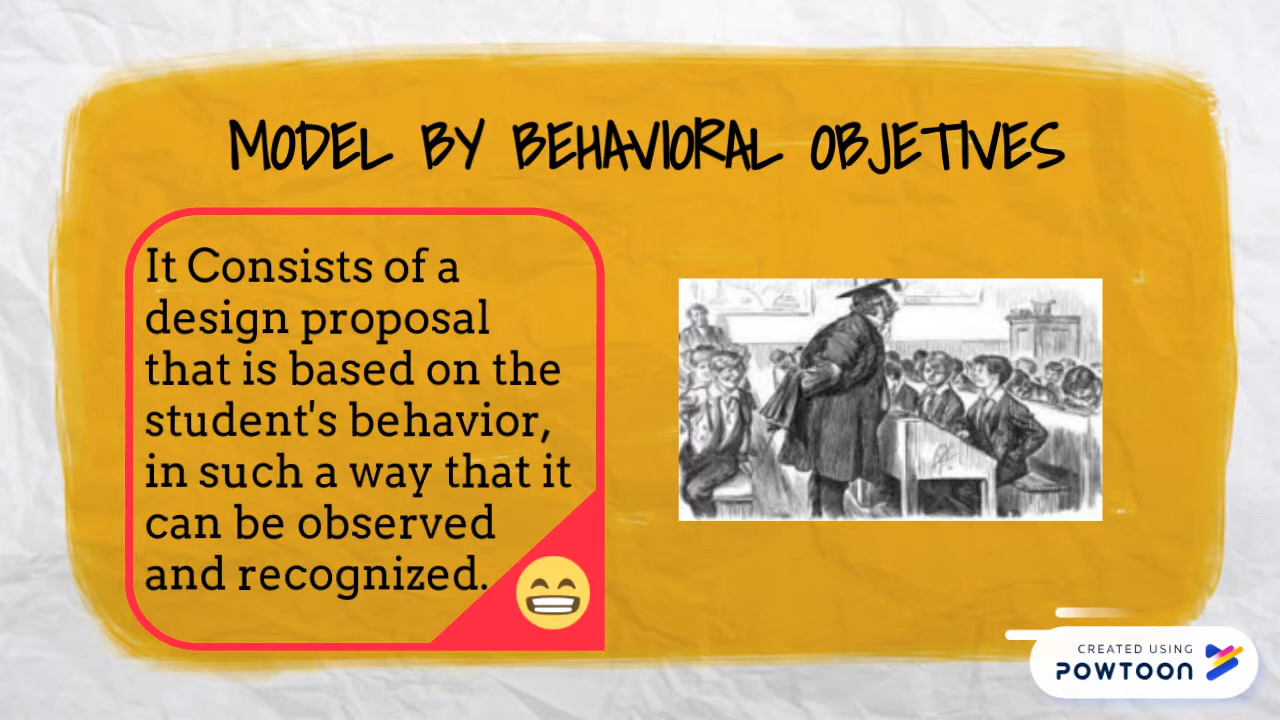 MODEL BY BEHAVIORAL OBJETIVES
It Consists of a
design proposal
that is based on the
student's behavior,
in such a way that it
can be observed
and recognized.
CREATED USING
POWTOON